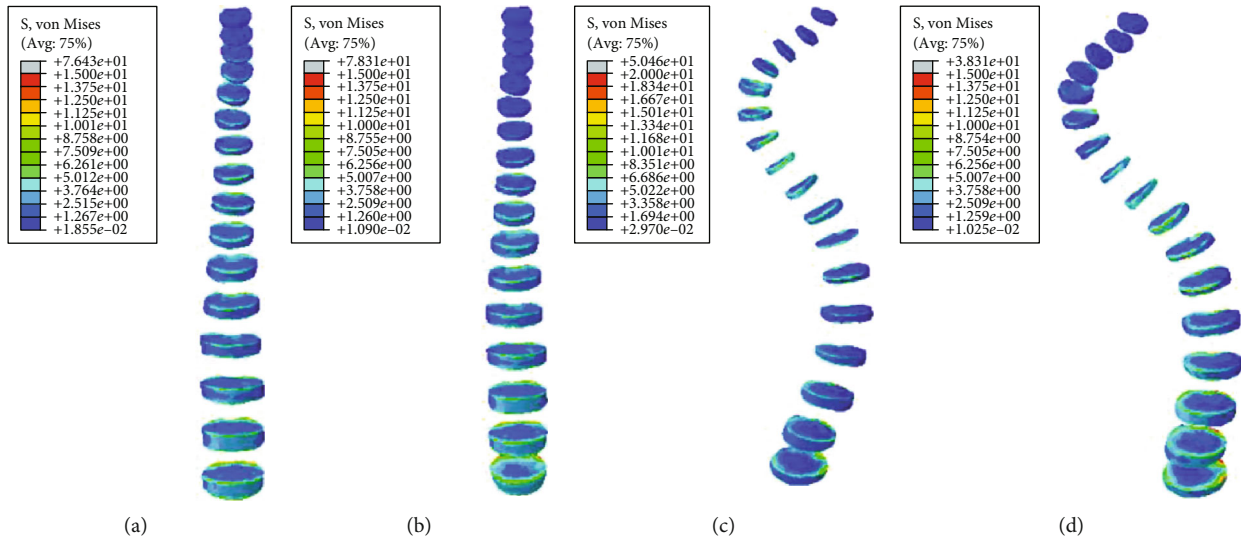 S, von Mises
(Avg: 75%)
+7.643e+01
+1.500e+01
+1.375e+01
+1.250e+01
+1.125e+01
+1.001e+01
+8.758e+00
+7.509e+00
+6.261e+00
+5.012e+00
+3.764e+00
+2.515e+00
+1.267e+00
+1.855e−02
(a)
S, von Mises
(Avg: 75%)
+7.831e+01
+1.500e+01
+1.375e+01
+1.250e+01
+1.125e+01
+1.000e+01
+8.755e+00
+7.505e+00
+6.256e+00
+5.007e+00
+3.758e+00
+2.509e+00
+1.260e+00
+1.090e−02
(b)
S, von Mises
(Avg: 75%)
+5.046e+01
+2.000e+01
+1.834e+01
+1.667e+01
+1.501e+01
+1.334e+01
+1.168e+01
+1.001e+01
+8.351e+00
+6.686e+00
+5.022e+00
+3.358e+00
+1.694e+00
+2.970e−02
(c)
S, von Mises
(Avg: 75%)
+3.831e+01
+1.500e+01
+1.375e+01
+1.250e+01
+1.125e+01
+1.000e+01
+8.754e+00
+7.505e+00
+6.256e+00
+5.007e+00
+3.758e+00
+2.509e+00
+1.259e+00
+1.025e−02
(d)